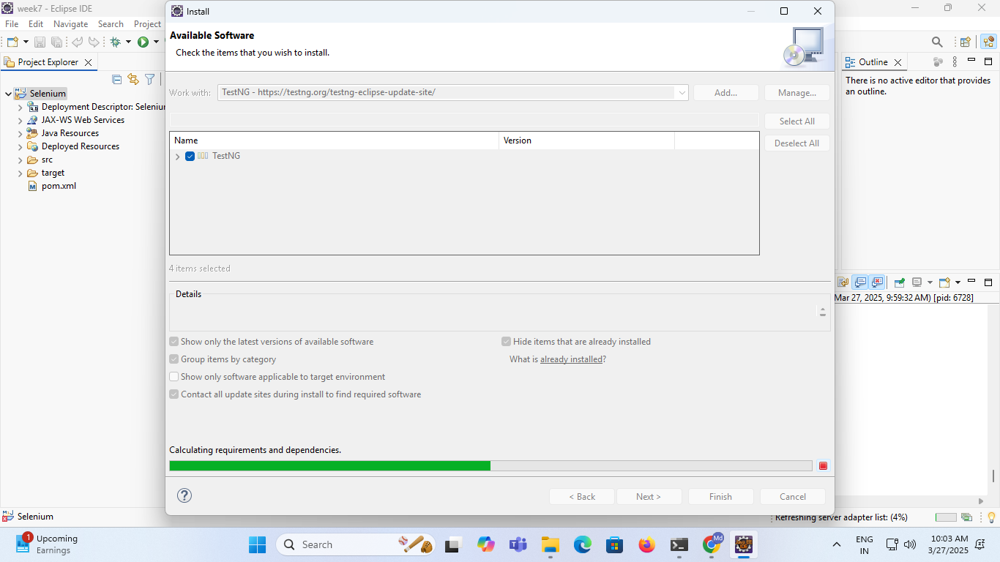 week7 - Eclipse IDE
File Edit Navigate Search Project
Project Explorer
Selenium
Deployment Descriptor: Seleniu
JAX-WS Web Services
Java Resources
Deployed Resources
src
target
pom.xml
Install
Available Software
Check the items that you wish to install.
Work with: TestNG - https://testng.org/testng-eclipse-update-site/ Add... Manage...
Select All
Deselect All
Name Version
TestNG
4 items selected
Details
Show only the latest versions of available software
Hide items that are already installed
Group items by category
What is already installed?
Show only software applicable to target environment
Contact all update sites during install to find required software
Calculating requirements and dependencies.
< Back Next > Finish Cancel
Outline
There is no active editor that provides
an outline.
Mar 27, 2025, 9:59:32 AM) [pid: 6728]
Selenium
Refreshing server adapter list: (4%)
1
Upcoming
Earnings
Search
Md
ENG
IN
10:03 AM
3/27/2025